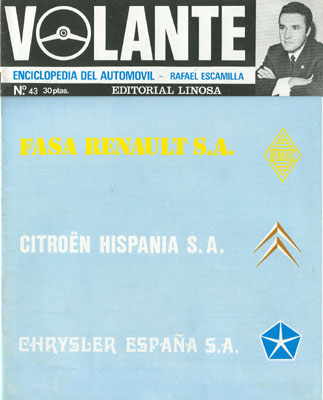 VOLANTE
ENCICLOPEDIA DEL AUTOMOVIL - RAFAEL ESCAMILLA
Nº 43 30 ptas. EDITORIAL LINOSA
FASA RENAULT S.A.
CITROËN HISPANIA S.A.
CHRYSLER ESPAÑA S.A.